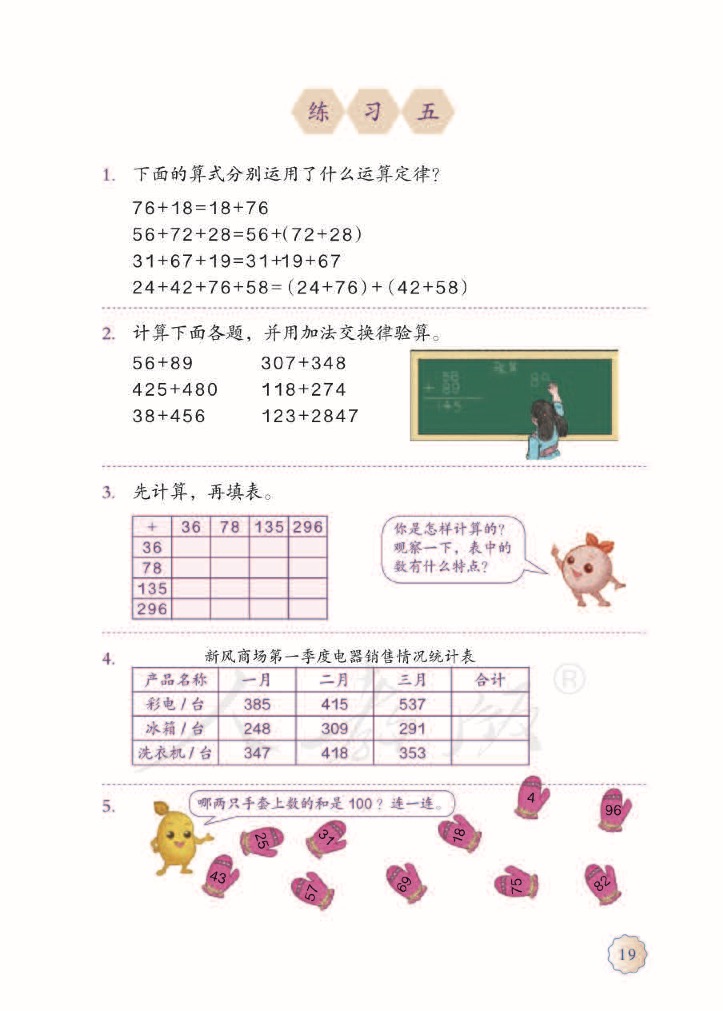 练习五
1. 下面的算式分别运用了什么运算定律?
76+18=18+76
56+72+28=56+(72+28)
31+67+19=31+19+67
24+42+76+58=(24+76)+(42+58)
2. 计算下面各题，并用加法交换律验算。
56+89 307+348
425+480 118+274
38+456 123+2847
验算
56 89
+ 89
145
3. 先计算，再填表。
+ 36 78 135 296
36
78
135
296
你是怎样计算的?
观察一下，表中的
数有什么特点?
4. 新风商场第一季度电器销售情况统计表
产品名称 一月 二月 三月 合计
彩电/台 385 415 537
冰箱/台 248 309 291
洗衣机/台 347 418 353
人教版®
5. 哪两只手套上数的和是 100? 连一连。
4
96
25 31 18
43 57 69 75 82
19